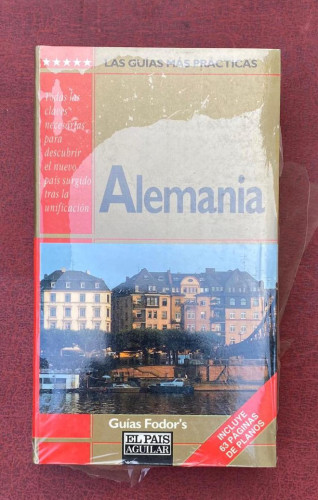 LAS GUÍAS MÁS PRÁCTICAS
Todas las
claves
necesarias
para
descubrir
el nuevo
país surgido
tras la
unificación
Alemania
Guías Fodor's
EL PAIS
AGUILAR
INCLUYE
63 PÁGINAS
DE PLANOS